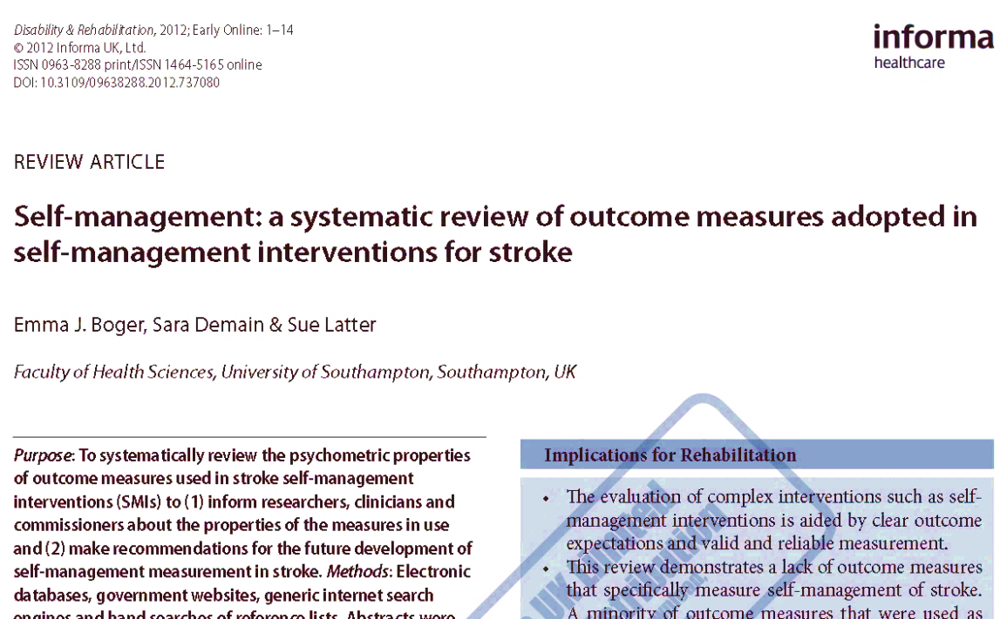 Disability & Rehabilitation, 2012; Early Online: 1–14
© 2012 Informa UK, Ltd.
ISSN 0963-8288 print/ISSN 1464-5165 online
DOI: 10.3109/09638288.2012.737080
informa
healthcare
REVIEW ARTICLE
Self-management: a systematic review of outcome measures adopted in
self-management interventions for stroke
Emma J. Boger, Sara Demain & Sue Latter
Faculty of Health Sciences, University of Southampton, Southampton, UK
Purpose: To systematically review the psychometric properties
of outcome measures used in stroke self-management
interventions (SMIs) to (1) inform researchers, clinicians and
commissioners about the properties of the measures in use
and (2) make recommendations for the future development of
self-management measurement in stroke. Methods: Electronic
databases, government websites, generic internet search
engines and hand searches of reference lists. Abstracts were
Implications for Rehabilitation
• The evaluation of complex interventions such as self-
management interventions is aided by clear outcome
expectations and valid and reliable measurement.
• This review demonstrates a lack of outcome measures
that specifically measure self-management of stroke.
A minority of outcome measures that were used as